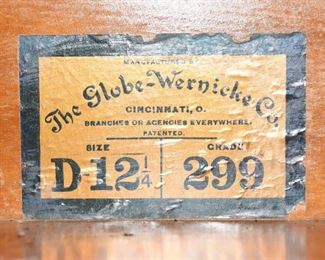 MANUFACTURED BY
The Globe-Wernicke Co.
CINCINNATI, O.
BRANCHES OR AGENCIES EVERYWHERE.
PATENTED.
SIZE GRADE
D 12 1/4 299